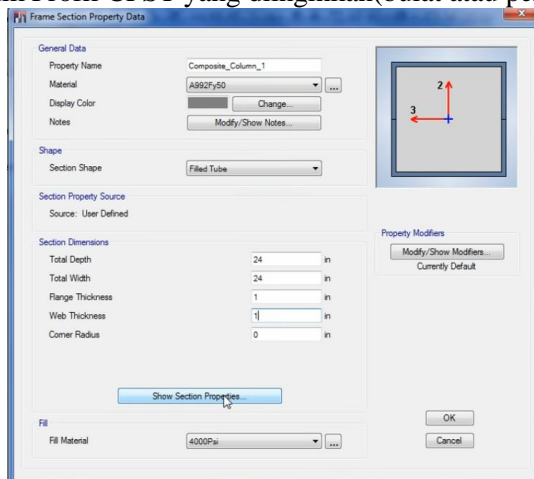 Profil CFST yang diinginkan(bulat atau pe
Frame Section Property Data
General Data
Property Name Composite_Column_1
Material A992Fy50 ...
Display Color Change...
Notes Modify/Show Notes...
2
3
Shape
Section Shape Filled Tube
Section Property Source
Source: User Defined
Property Modifiers
Modify/Show Modifiers...
Currently Default
Section Dimensions
Total Depth 24 in
Total Width 24 in
Flange Thickness 1 in
Web Thickness 1 in
Corner Radius 0 in
Show Section Properties...
Fill
Fill Material 4000Psi ...
OK
Cancel